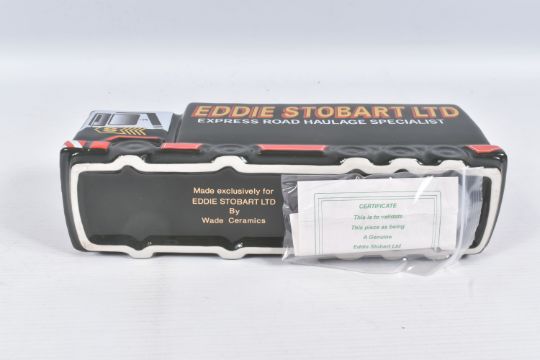 EDDIE STOBART LTD
EXPRESS ROAD HAULAGE SPECIALIST
Made exclusively for
EDDIE STOBART LTD
By
Wade Ceramics
CERTIFICATE
This is to validate
This piece as being
A Genuine
Eddie Stobart Ltd